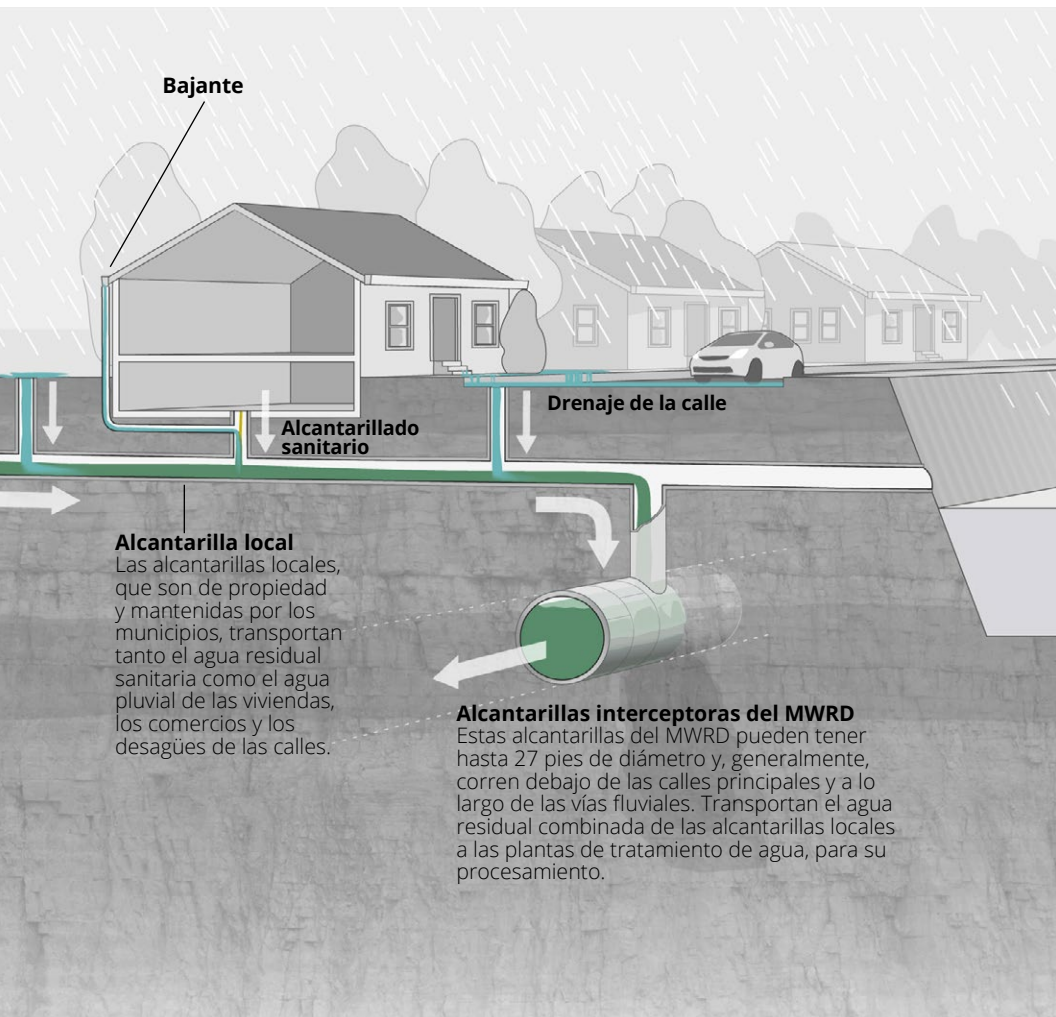 Bajante
Drenaje de la calle
Alcantarillado
sanitario
Alcantarilla local
Las alcantarillas locales,
que son de propiedad
y mantenidas por los
municipios, transportan
tanto el agua residual
sanitaria como el agua
pluvial de las viviendas,
los comercios y los
desagües de las calles.
Alcantarillas interceptoras del MWRD
Estas alcantarillas del MWRD pueden tener
hasta 27 pies de diámetro y, generalmente,
corren debajo de las calles principales y a lo
largo de las vías fluviales. Transportan el agua
residual combinada de las alcantarillas locales
a las plantas de tratamiento de agua, para su
procesamiento.